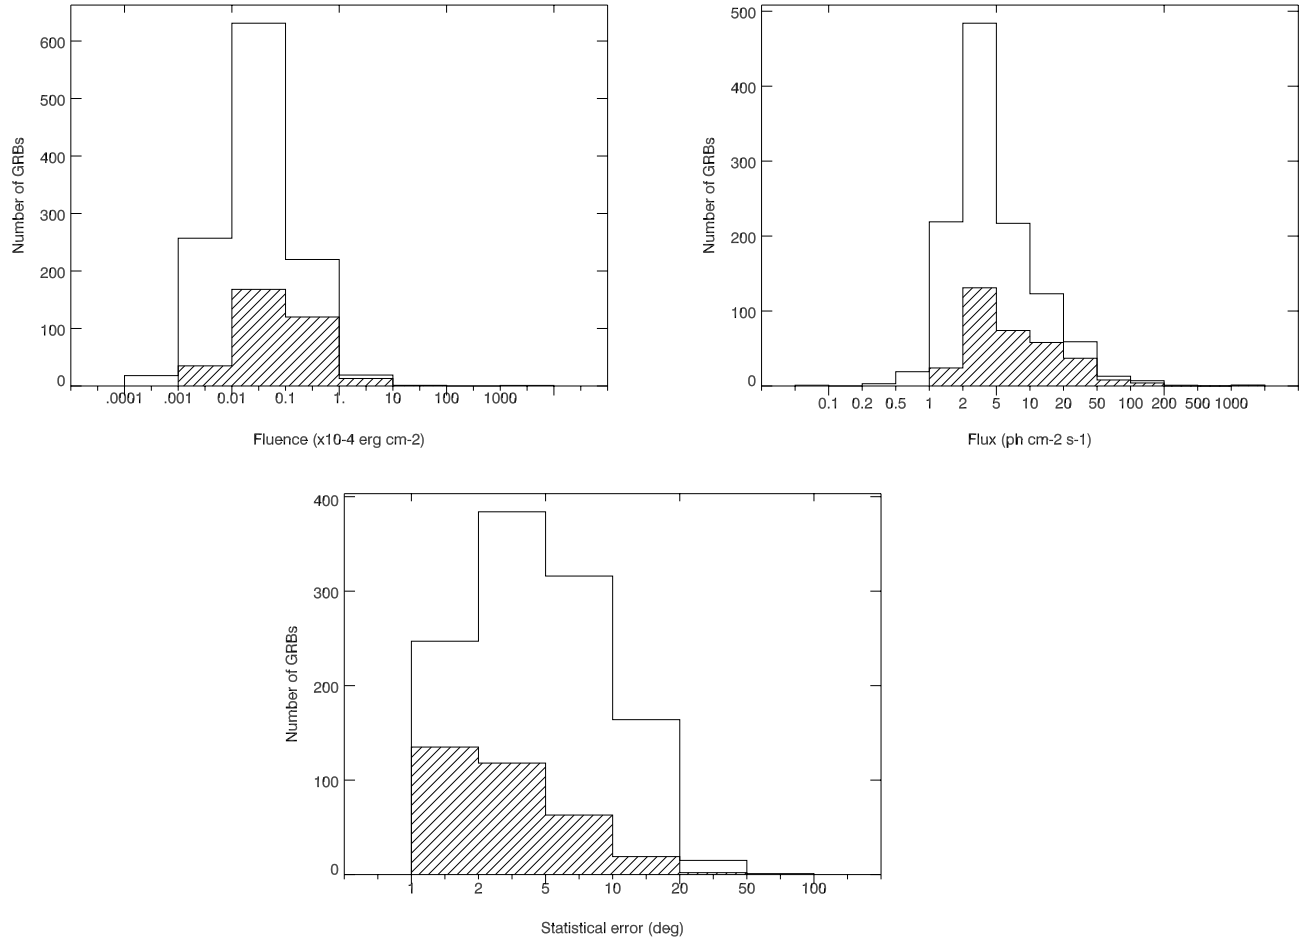 600
500
400
300
200
100
0
Number of GRBs
.0001 .001 0.01 0.1 1. 10 100 1000
Fluence (x10-4 erg cm-2)
500
400
300
200
100
0
Number of GRBs
0.1 0.2 0.5 1 2 5 10 20 50 100 200 500 1000
Flux (ph cm-2 s-1)
400
300
200
100
0
Number of GRBs
1 2 5 10 20 50 100
Statistical error (deg)